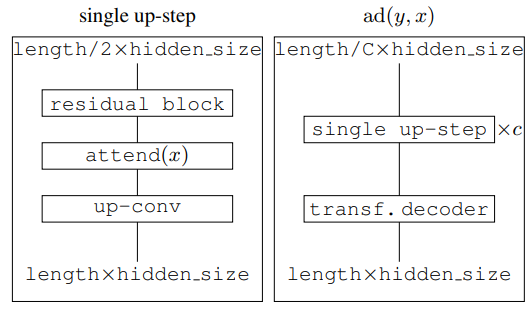 single up-step
length/2×hidden_size
residual block
attend(x)
up-conv
length×hidden_size
ad(y, x)
length/C×hidden_size
single up-step ×c
transf. decoder
length×hidden_size